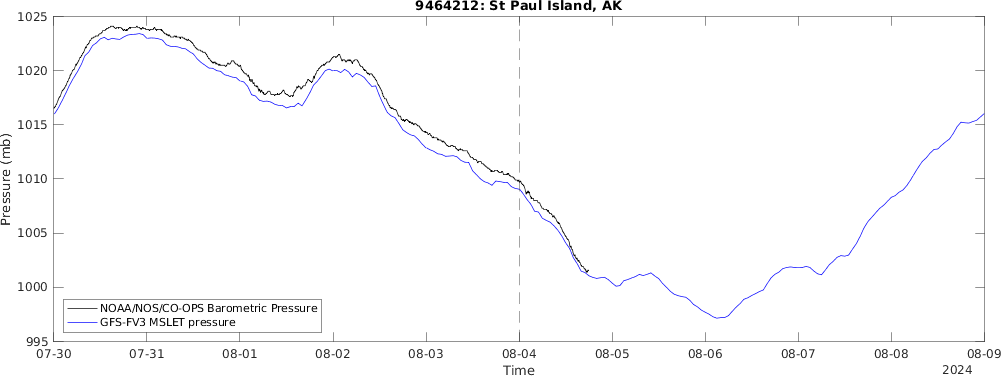 9464212: St Paul Island, AK
1025
1020
1015
1010
1005
1000
995
Pressure (mb)
NOAA/NOS/CO-OPS Barometric Pressure
GFS-FV3 MSLET pressure
07-30 07-31 08-01 08-02 08-03 08-04 08-05 08-06 08-07 08-08 08-09
Time
2024